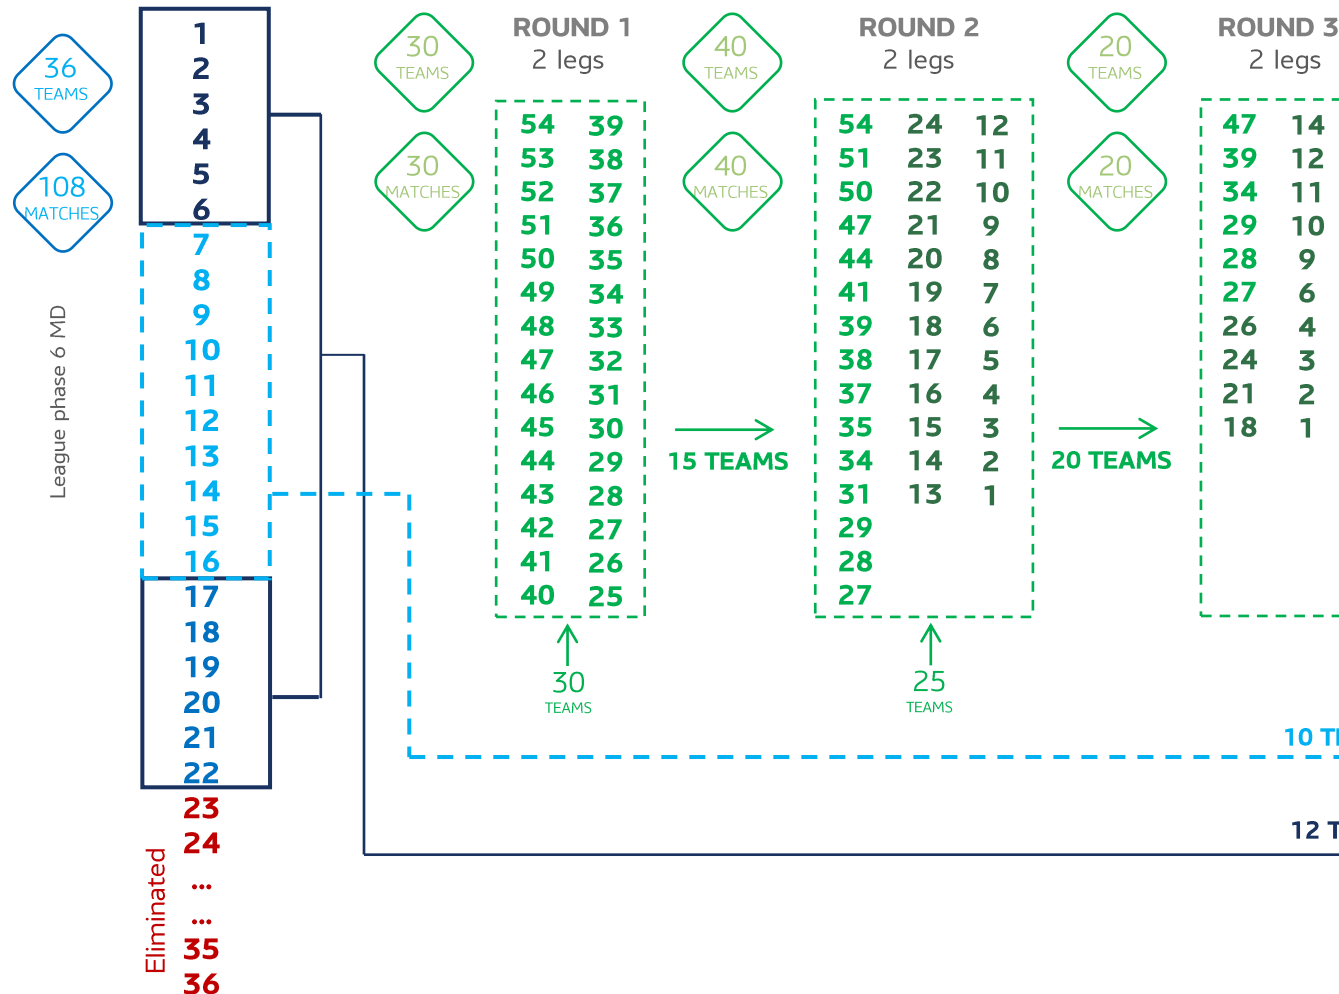 36
TEAMS
108
MATCHES
League phase 6 MD
1
2
3
4
5
6
7
8
9
10
11
12
13
14
15
16
17
18
19
20
21
22
23
24
...
...
35
36
Eliminated
30
TEAMS
30
MATCHES
ROUND 1
2 legs
54 39
53 38
52 37
51 36
50 35
49 34
48 33
47 32
46 31
45 30
44 29
43 28
42 27
41 26
40 25
30
TEAMS
15 TEAMS
40
TEAMS
40
MATCHES
ROUND 2
2 legs
54 24 12
51 23 11
50 22 10
47 21 9
44 20 8
41 19 7
39 18 6
38 17 5
37 16 4
35 15 3
34 14 2
31 13 1
29
28
27
25
TEAMS
20 TEAMS
20
TEAMS
20
MATCHES
ROUND 3
2 legs
47 14
39 12
34 11
29 10
28 9
27 6
26 4
24 3
21 2
18 1
10
12